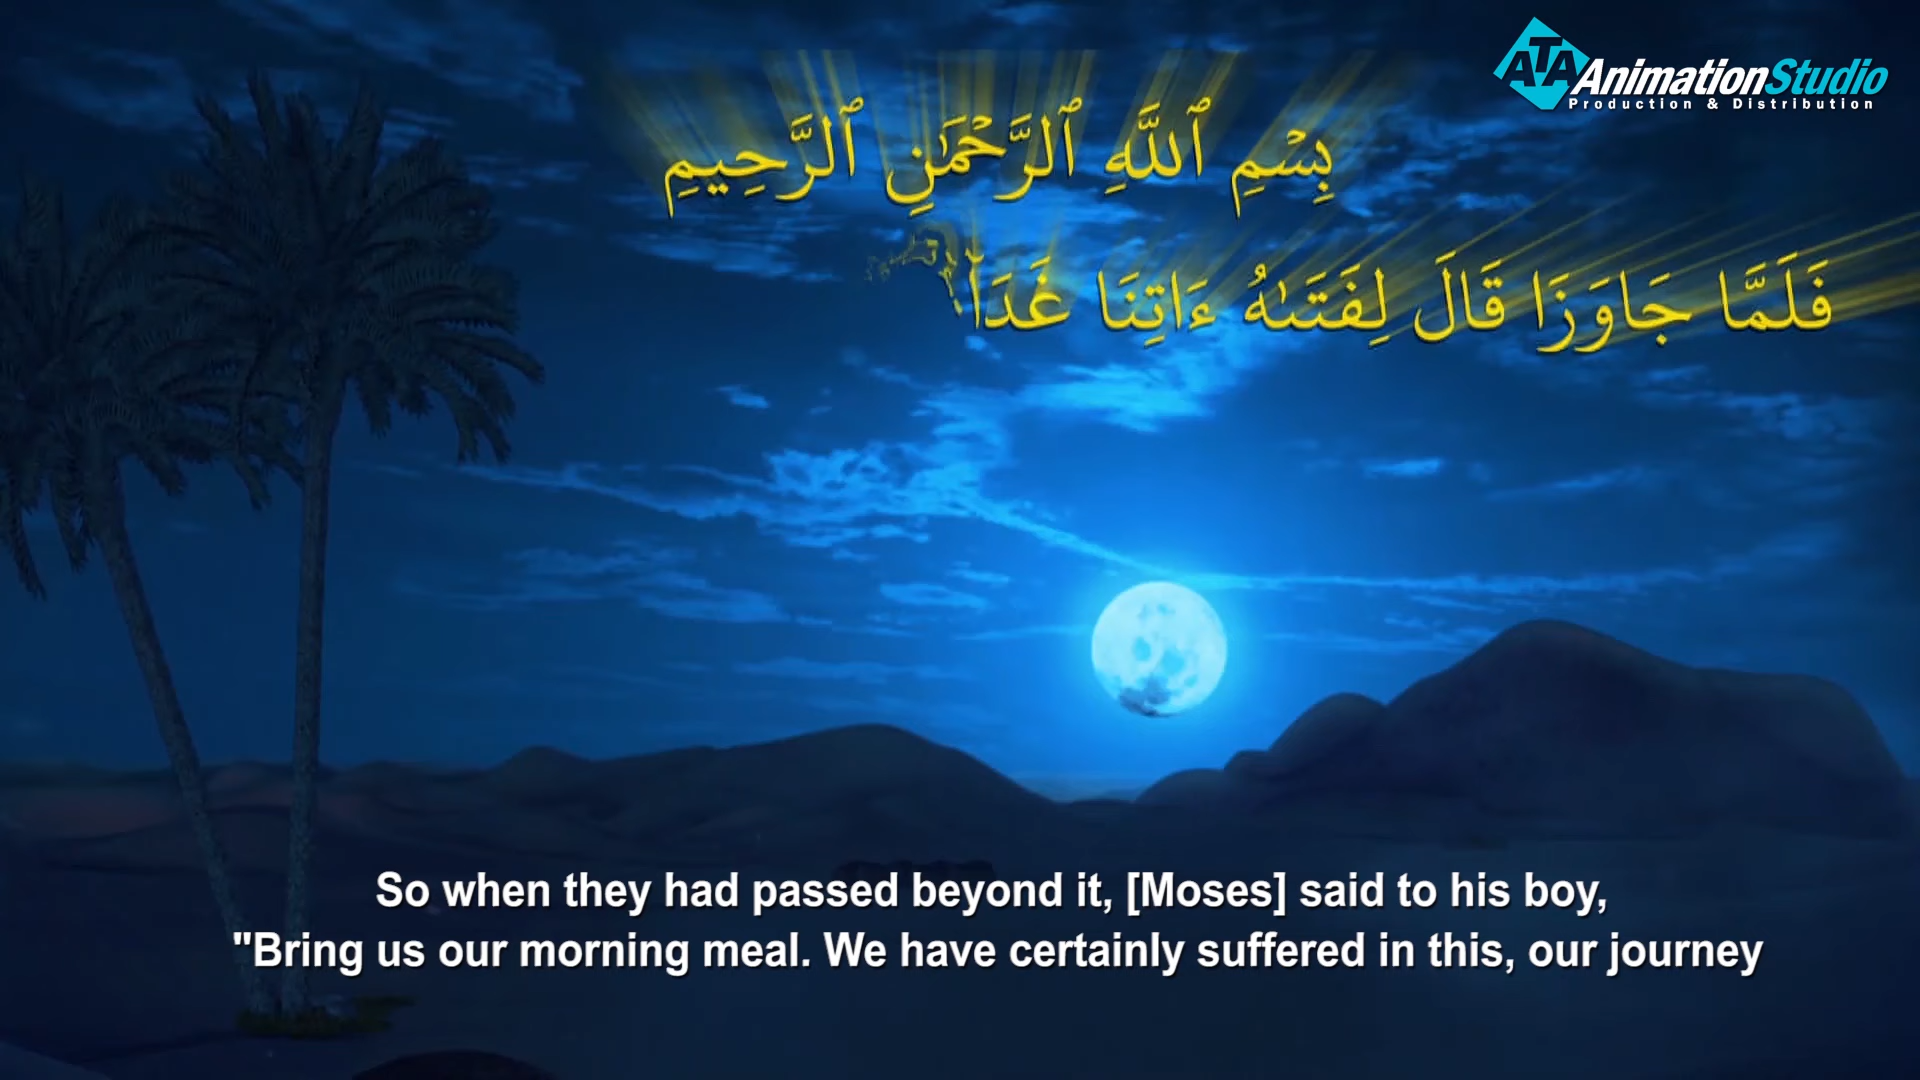 ATA AnimationStudio
Production & Distribution
بِسْمِ ٱللَّهِ ٱلرَّحْمَٰنِ ٱلرَّحِيمِ
فَلَمَّا جَاوَزَا قَالَ لِفَتَىٰهُ ءَاتِنَا
So when they had passed beyond it, [Moses] said to his boy,
"Bring us our morning meal. We have certainly suffered in this, our journey